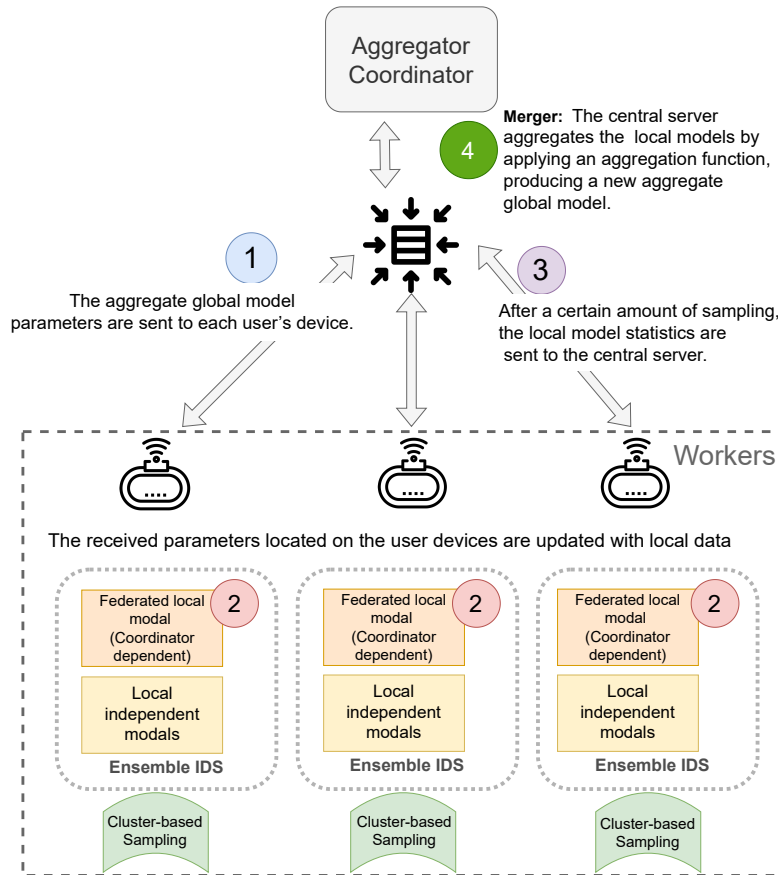 Aggregator
Coordinator
4
Merger: The central server
aggregates the local models by
applying an aggregation function,
producing a new aggregate
global model.
1
The aggregate global model
parameters are sent to each user's device.
3
After a certain amount of sampling,
the local model statistics are
sent to the central server.
Workers
The received parameters located on the user devices are updated with local data
Federated local
modal
(Coordinator
dependent)
2
Local
independent
modals
Ensemble IDS
Cluster-based
Sampling
Federated local
modal
(Coordinator
dependent)
2
Local
independent
modals
Ensemble IDS
Cluster-based
Sampling
Federated local
modal
(Coordinator
dependent)
2
Local
independent
modals
Ensemble IDS
Cluster-based
Sampling